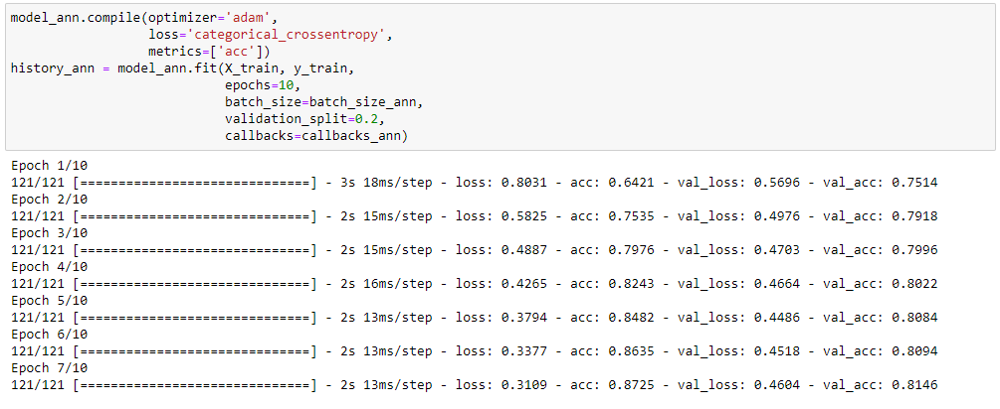 model_ann.compile(optimizer='adam',
                  loss='categorical_crossentropy',
                  metrics=['acc'])
history_ann = model_ann.fit(X_train, y_train,
                            epochs=10,
                            batch_size=batch_size_ann,
                            validation_split=0.2,
                            callbacks=callbacks_ann)
Epoch 1/10
121/121 [==============================] - 3s 18ms/step - loss: 0.8031 - acc: 0.6421 - val_loss: 0.5696 - val_acc: 0.7514
Epoch 2/10
121/121 [==============================] - 2s 15ms/step - loss: 0.5825 - acc: 0.7535 - val_loss: 0.4976 - val_acc: 0.7918
Epoch 3/10
121/121 [==============================] - 2s 15ms/step - loss: 0.4887 - acc: 0.7976 - val_loss: 0.4703 - val_acc: 0.7996
Epoch 4/10
121/121 [==============================] - 2s 16ms/step - loss: 0.4265 - acc: 0.8243 - val_loss: 0.4664 - val_acc: 0.8022
Epoch 5/10
121/121 [==============================] - 2s 13ms/step - loss: 0.3794 - acc: 0.8482 - val_loss: 0.4486 - val_acc: 0.8084
Epoch 6/10
121/121 [==============================] - 2s 13ms/step - loss: 0.3377 - acc: 0.8635 - val_loss: 0.4518 - val_acc: 0.8094
Epoch 7/10
121/121 [==============================] - 2s 13ms/step - loss: 0.3109 - acc: 0.8725 - val_loss: 0.4604 - val_acc: 0.8146